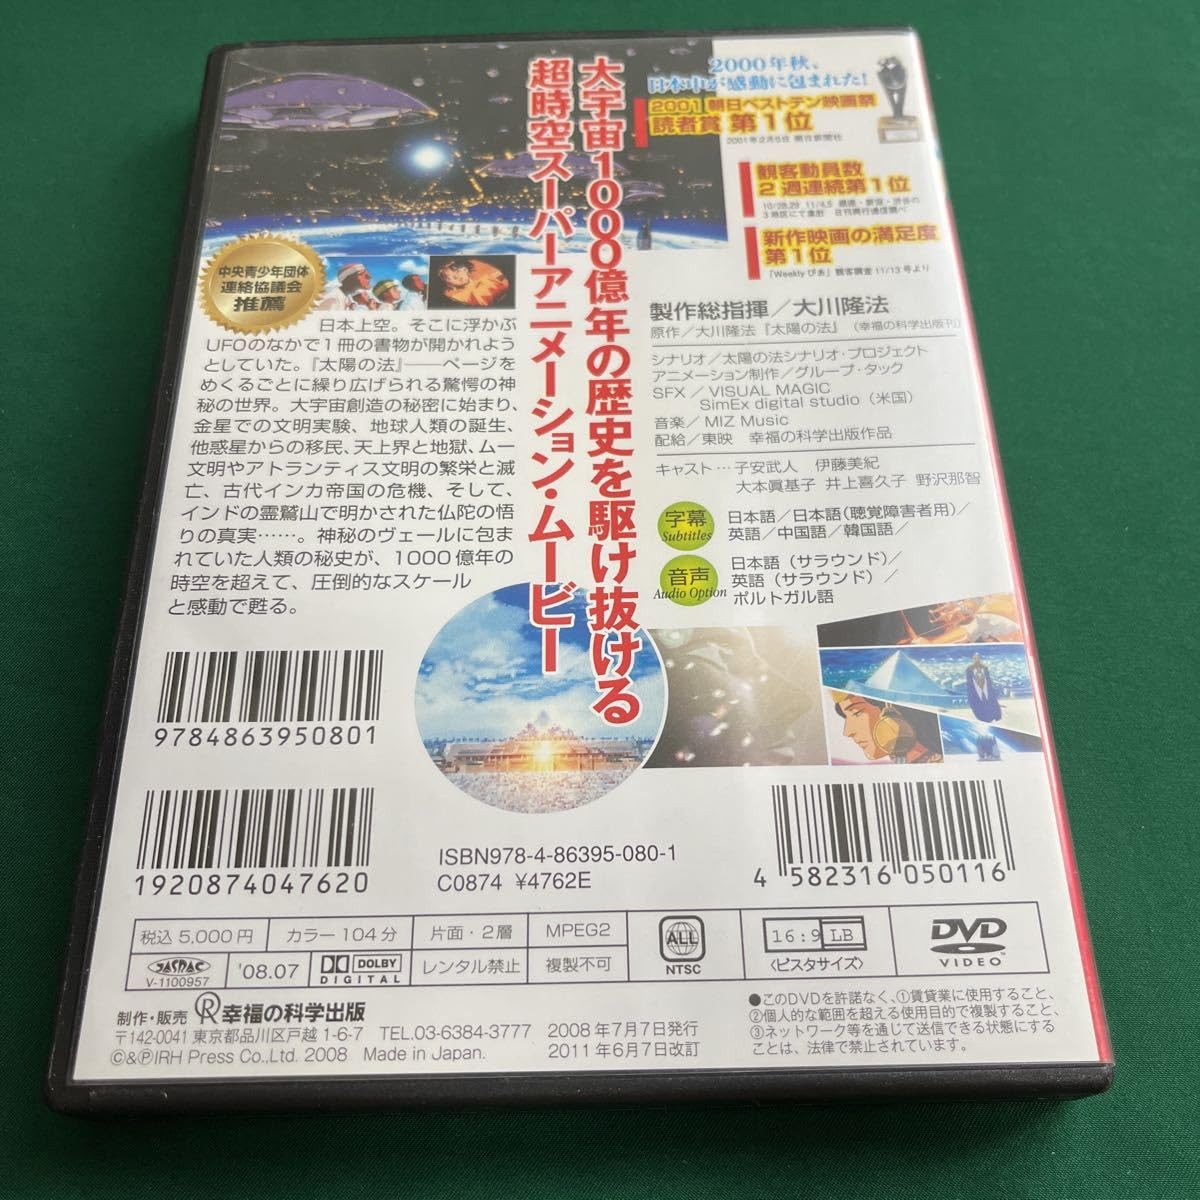 大宇宙1000億年の歴史を駆け抜ける
超時空スーパーアニメーション・ムービー
2000年秋、
日本中が感動に包まれた!
2001 朝日ベストテン映画祭
読者賞 第1位
2001年2月5日 朝日新聞社
観客動員数
2週連続第1位
3地区にて集計 日刊興行通信調べ
新作映画の満足度
第1位
「Weekly ぴあ」観客調査 11/13号より
中央青少年団体
連絡協議会
推薦
日本上空。そこに浮かぶ
UFOのなかで1冊の書物が開かれよう
としていた。『太陽の法』――ページを
めくるごとに繰り広げられる驚愕の神
秘の世界。大宇宙創造の秘密に始まり、
金星での文明実験、地球人類の誕生、
他惑星からの移民、天上界と地獄、ムー
文明やアトランティス文明の繁栄と滅
亡、古代インカ帝国の危機、そして、
インドの霊鷲山で明かされた仏陀の悟
りの真実……。神秘のヴェールに包ま
れていた人類の秘史が、1000億年の
時空を超えて、圧倒的なスケール
と感動で甦る。
製作総指揮/大川隆法
原作/大川隆法『太陽の法』(幸福の科学出版刊)
シナリオ/太陽の法シナリオ・プロジェクト
アニメーション制作/グループ・タック
SFX/VISUAL MAGIC
SimEx digital studio(米国)
音楽/MIZ Music
配給/東映 幸福の科学出版作品
キャスト…子安武人 伊藤美紀
大本眞基子 井上喜久子 野沢那智
字幕
Subtitles
日本語/日本語(聴覚障害者用)/
英語/中国語/韓国語/
音声
Audio Option
日本語(サラウンド)/
英語(サラウンド)/
ポルトガル語
9784863950801
1920874047620
ISBN978-4-86395-080-1
C0874 ¥4762E
4 582316 050116
税込 5,000円
カラー 104分
片面・2層
MPEG2
ALL
NTSC
16:9 LB
〈ビスタサイズ〉
DVD
VIDEO™
JASRAC
V-1100957
'08.07
DOLBY
DIGITAL
レンタル禁止
複製不可
制作・販売 幸福の科学出版
〒142-0041 東京都品川区戸越 1-6-7 TEL.03-6384-3777
©&ⓅIRH Press Co.,Ltd. 2008 Made in Japan.
2008年7月7日発行
2011年6月7日改訂
●このDVDを許諾なく、①賃貸業に使用すること、
②個人的な範囲を超える使用目的で複製すること、
③ネットワーク等を通じて送信できる状態にする
ことは、法律で禁止されています。